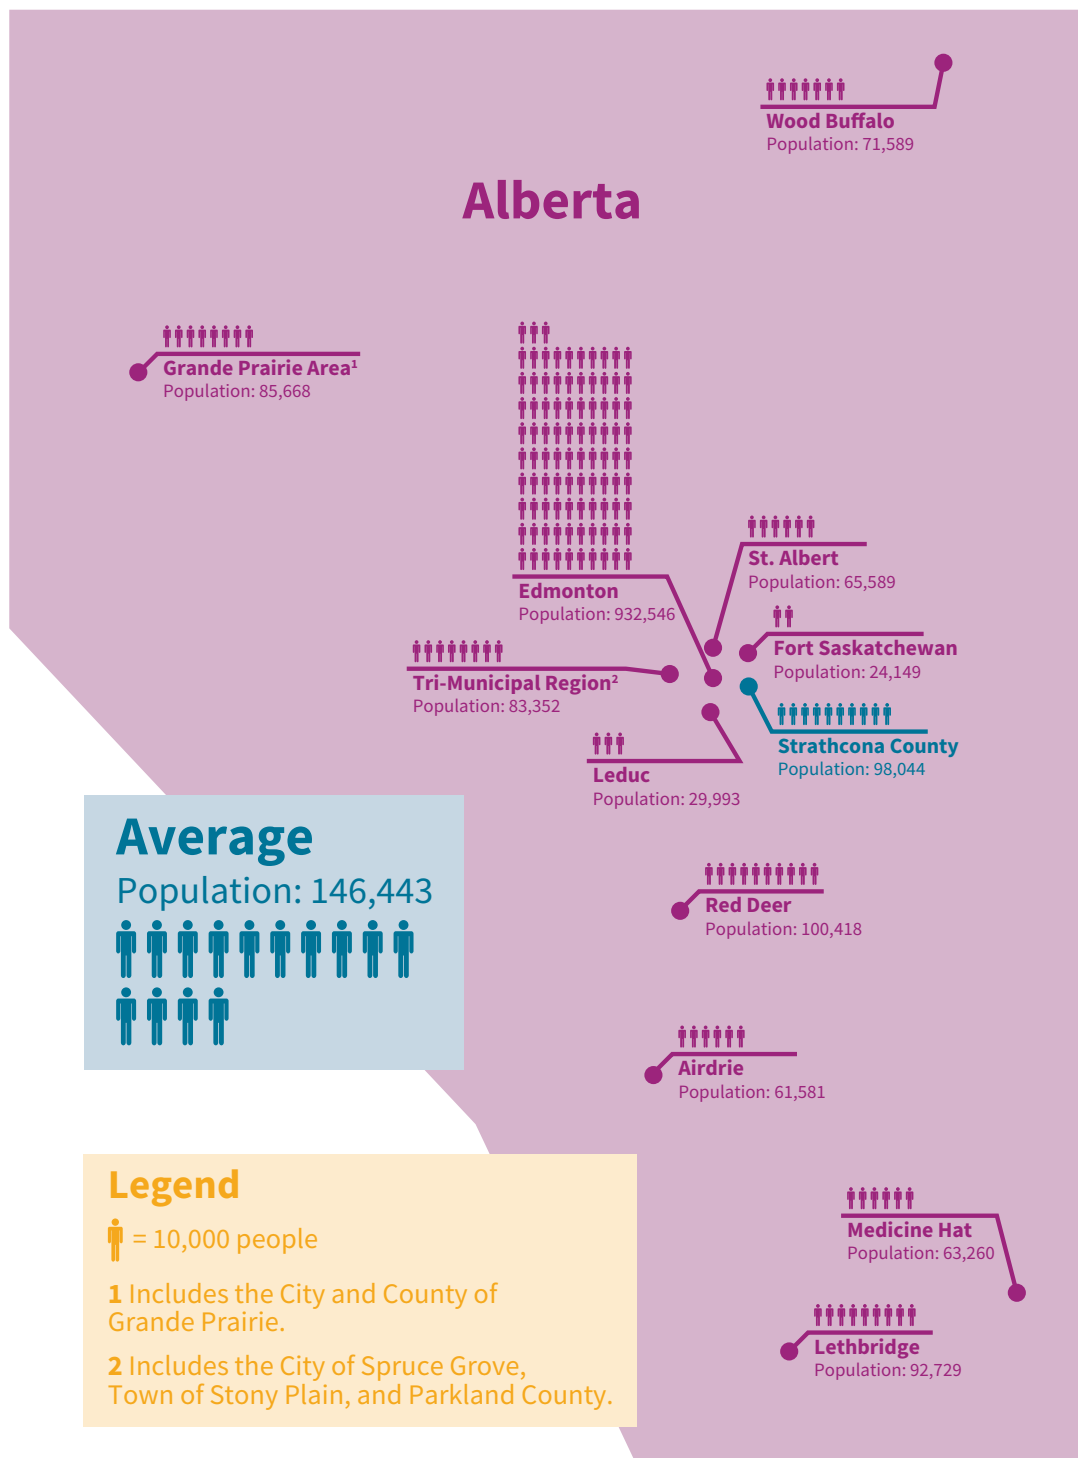 Wood Buffalo
Population: 71,589
Alberta
Grande Prairie Area¹
Population: 85,668
St. Albert
Population: 65,589
Edmonton
Population: 932,546
Fort Saskatchewan
Population: 24,149
Tri-Municipal Region²
Population: 83,352
Strathcona County
Population: 98,044
Leduc
Population: 29,993
Average
Population: 146,443
Red Deer
Population: 100,418
Airdrie
Population: 61,581
Legend
= 10,000 people
1 Includes the City and County of
Grande Prairie.
2 Includes the City of Spruce Grove,
Town of Stony Plain, and Parkland County.
Medicine Hat
Population: 63,260
Lethbridge
Population: 92,729